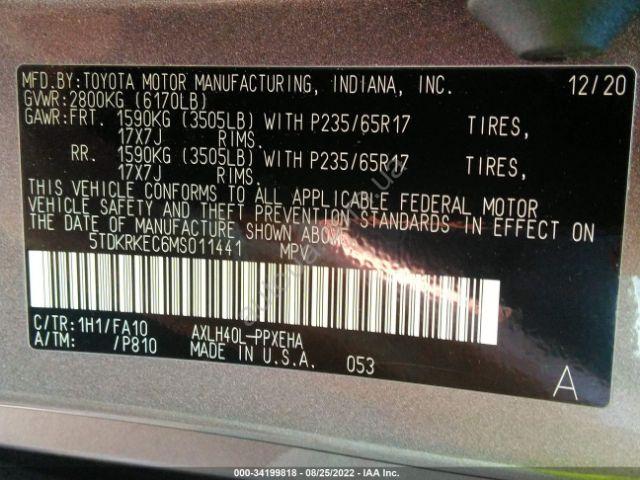 MFD.BY:TOYOTA MOTOR MANUFACTURING, INDIANA, INC. 12/20
GVWR:2800KG (6170LB)
GAWR:FRT. 1590KG (3505LB) WITH P235/65R17 TIRES,
17X7J RIMS.
RR. 1590KG (3505LB) WITH P235/65R17 TIRES,
17X7J RIMS.
THIS VEHICLE CONFORMS TO ALL APPLICABLE FEDERAL MOTOR
VEHICLE SAFETY AND THEFT PREVENTION STANDARDS IN EFFECT ON
THE DATE OF MANUFACTURE SHOWN ABOVE.
5TDKRKEC6MS011441 MPV
C/TR:1H1/FA10 AXLH40L-PPXEHA
A/TM: /P810 MADE IN U.S.A. 053
A
000-34199818 - 08/25/2022 - IAA Inc.